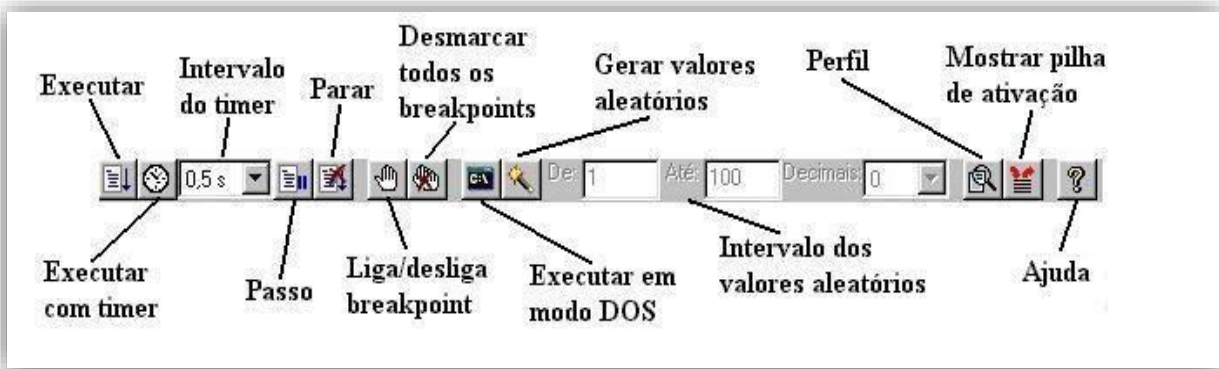 Executar
Intervalo
do timer
Parar
Desmarcar
todos os
breakpoints
Gerar valores
aleatórios
Perfil
Mostrar pilha
de ativação
0,5 s
C:\
De: 1
Até: 100
Decimais: 0
?
Executar
com timer
Passo
Liga/desliga
breakpoint
Executar em
modo DOS
Intervalo dos
valores aleatórios
Ajuda